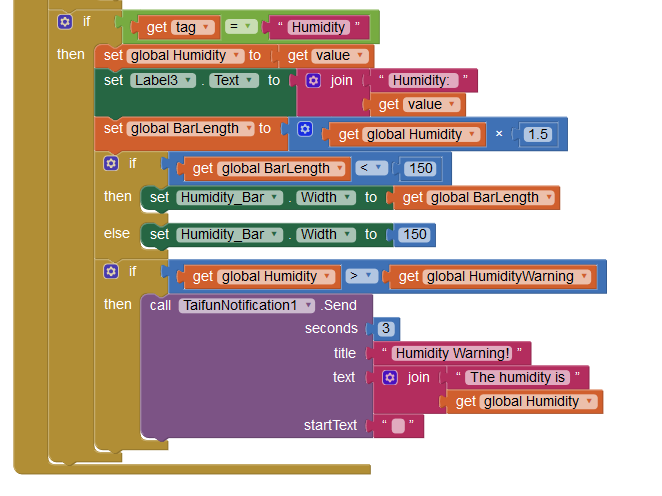 if get tag = “ Humidity ”
then set global Humidity to get value
set Label3 . Text to join “ Humidity: ”
get value
set global BarLength to get global Humidity × 1.5
if get global BarLength < 150
then set Humidity_Bar . Width to get global BarLength
else set Humidity_Bar . Width to 150
if get global Humidity > get global HumidityWarning
then call TaifunNotification1 .Send
seconds 3
title “ Humidity Warning! ”
text join “ The humidity is ”
get global Humidity
startText “ ”